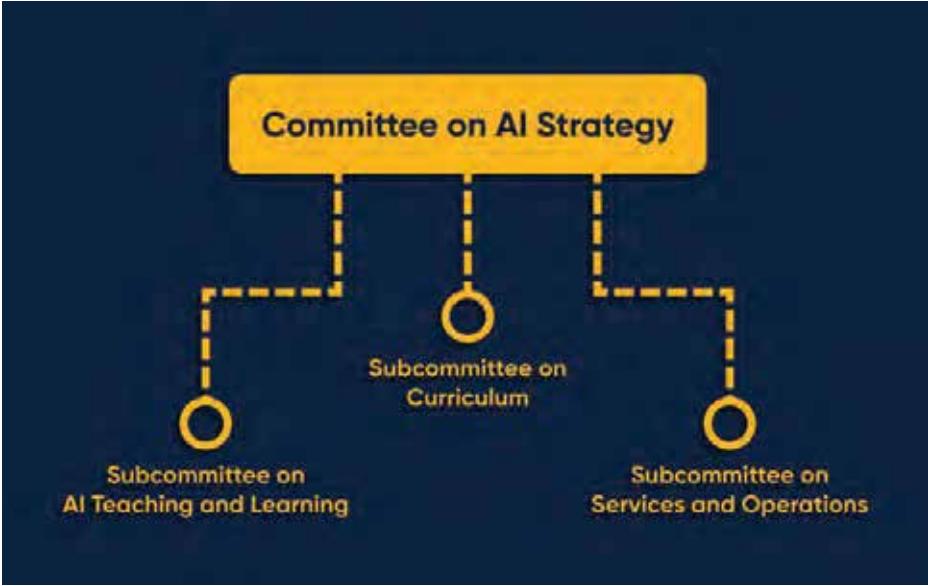 Committee on AI Strategy
Subcommittee on
Curriculum
Subcommittee on
AI Teaching and Learning
Subcommittee on
Services and Operations